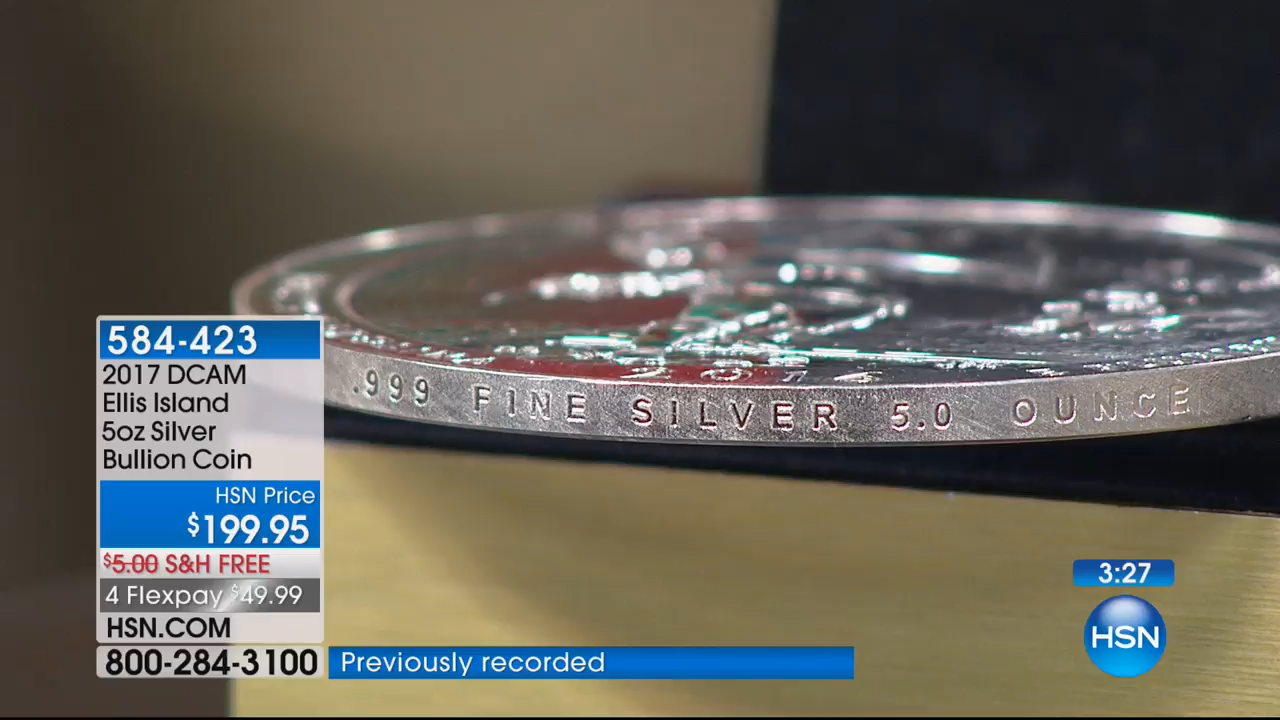 .999 FINE SILVER 5.0 OUNCE
584-423
2017 DCAM
Ellis Island
5oz Silver
Bullion Coin
HSN Price
$199.95
$5.00 S&H FREE
4 Flexpay $49.99
HSN.COM
800-284-3100
Previously recorded
3:27
HSN